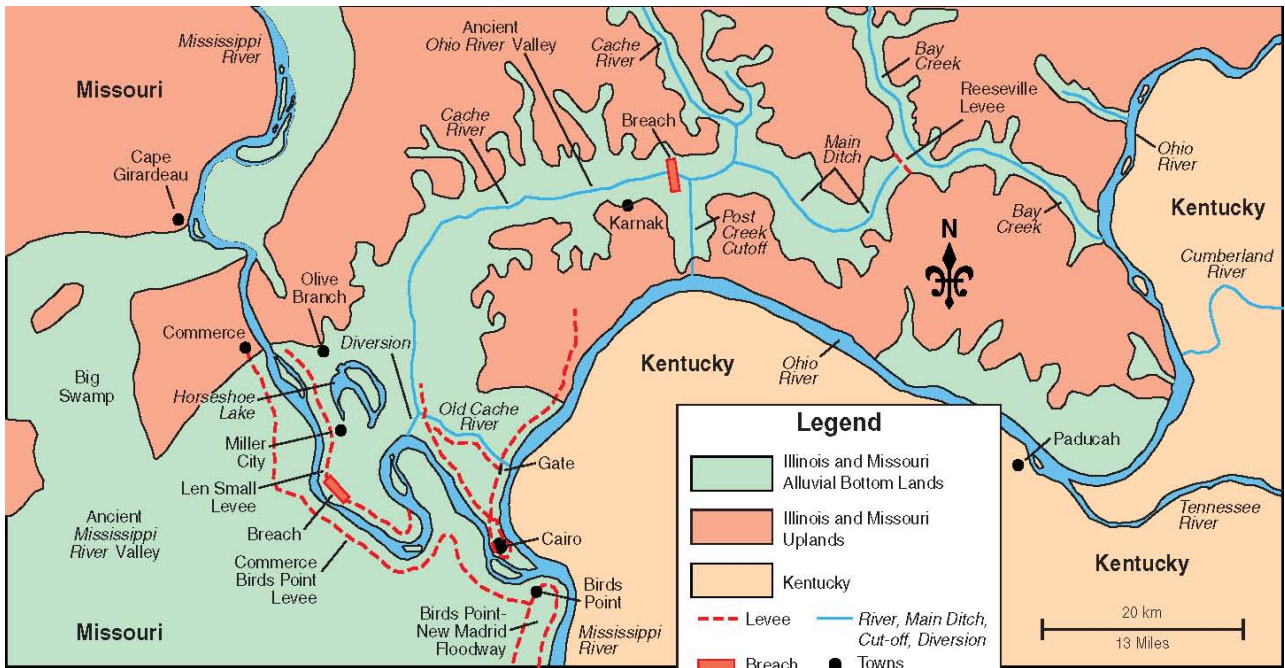 Mississippi
River
Missouri
Cape
Girardeau
Ancient
Ohio River Valley
Cache
River
Cache
River
Breach
Karnak
Post
Creek
Cutoff
Main
Ditch
Bay
Creek
Reeseville
Levee
Bay
Creek
Ohio
River
Kentucky
Cumberland
River
N
Olive
Branch
Commerce
Diversion
Big
Swamp
Horseshoe
Lake
Miller
City
Len Small
Levee
Breach
Old Cache
River
Gate
Kentucky
Ohio
River
Paducah
Tennessee
River
Kentucky
Ancient
Mississippi
River Valley
Commerce
Birds Point
Levee
Cairo
Birds
Point
Birds Point-
New Madrid
Floodway
Mississippi
River
Missouri
Legend
Illinois and Missouri
Alluvial Bottom Lands
Illinois and Missouri
Uplands
Kentucky
Levee
River, Main Ditch,
Cut-off, Diversion
Breach
Towns
20 km
13 Miles